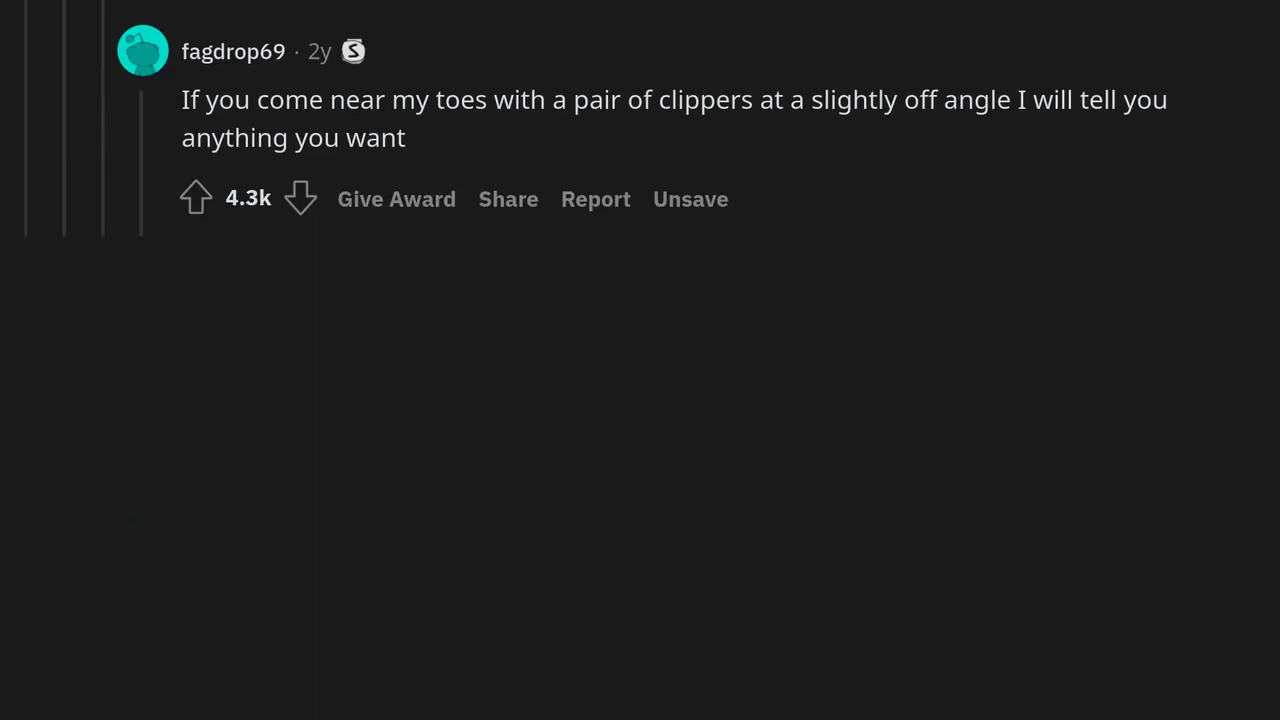 fagdrop69 · 2y
If you come near my toes with a pair of clippers at a slightly off angle I will tell you
anything you want
4.3k Give Award Share Report Unsave